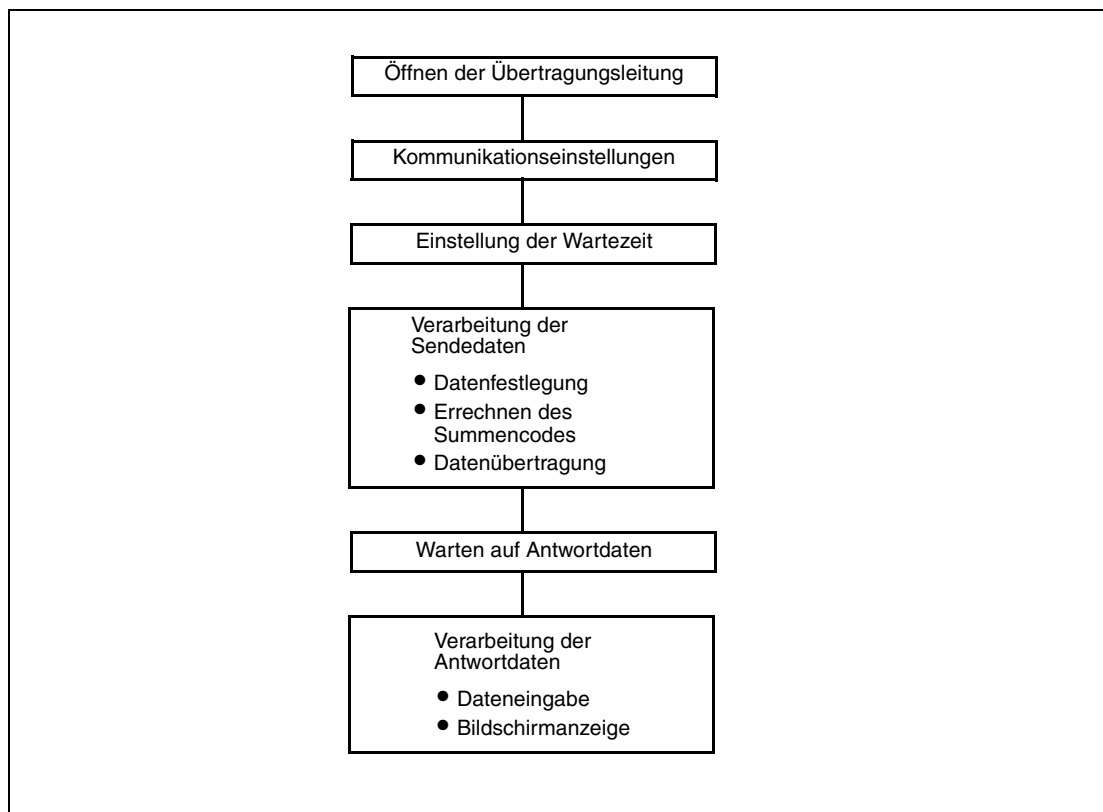 Öffnen der Übertragungsleitung
Kommunikationseinstellungen
Einstellung der Wartezeit
Verarbeitung der
Sendedaten
● Datenfestlegung
● Errechnen des
Summencodes
● Datenübertragung
Warten auf Antwortdaten
Verarbeitung der
Antwortdaten
● Dateneingabe
● Bildschirmanzeige